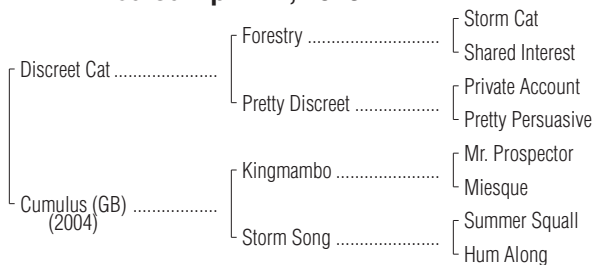 Forestry ..............................
Storm Cat
Shared Interest
Discreet Cat .......................
Pretty Discreet ...................
Private Account
Pretty Persuasive
Cumulus (GB) ..................
(2004)
Kingmambo .......................
Mr. Prospector
Miesque
Storm Song .......................
Summer Squall
Hum Along